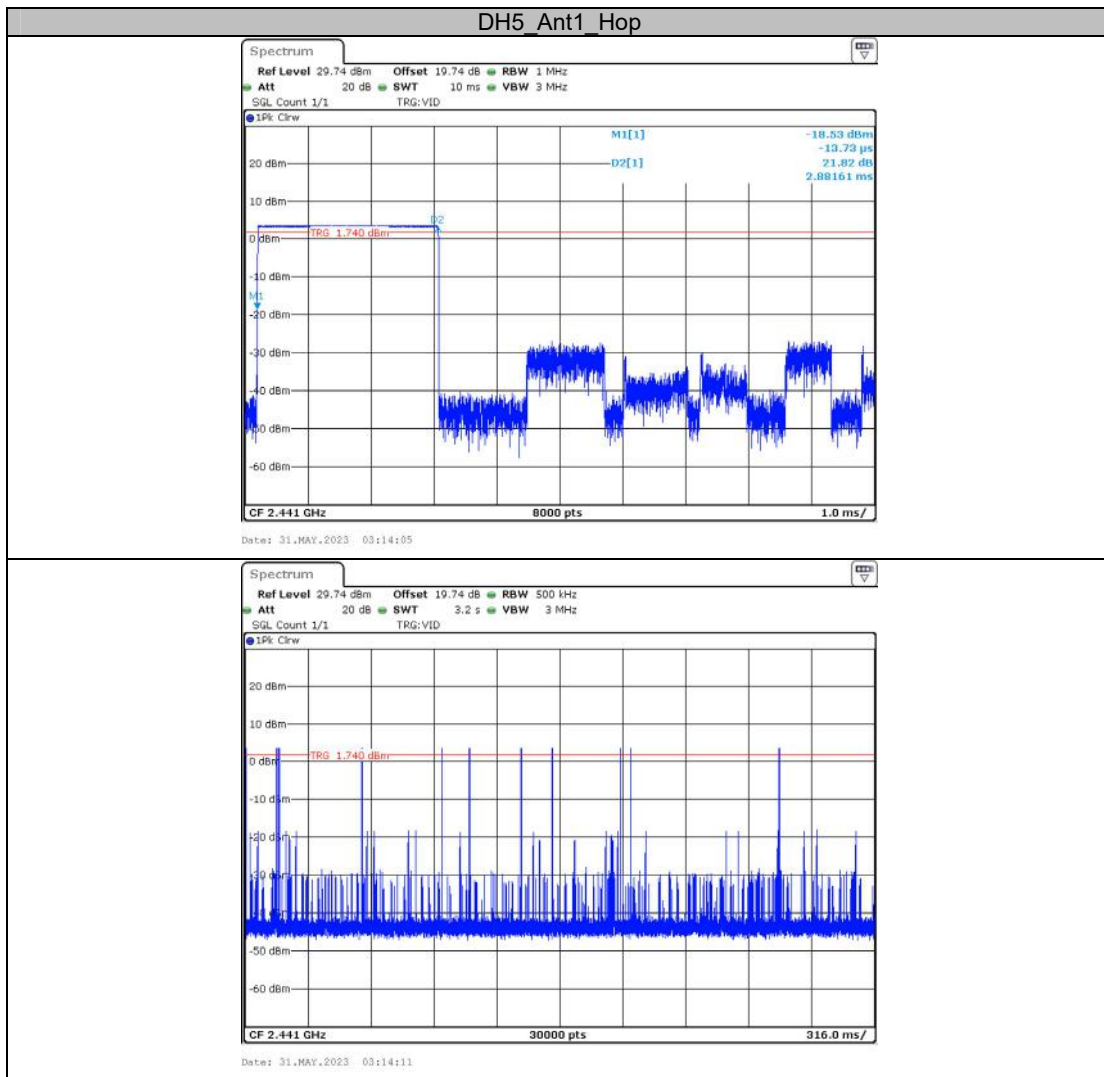 DH5_Ant1_Hop
Spectrum
Ref Level 29.74 dBm Offset 19.74 dB RBW 1 MHz
Att 20 dB SWT 10 ms VBW 3 MHz
SGL Count 1/1 TRG:VID
1Pk Clrw
M1[1] -18.53 dBm
-13.73 µs
20 dBm D2[1] 21.82 dB
2.88161 ms
10 dBm
D2
TRG 1.740 dBm
0 dBm
-10 dBm
M1
-20 dBm
-30 dBm
-40 dBm
-50 dBm
-60 dBm
CF 2.441 GHz 8000 pts 1.0 ms/
Date: 31.MAY.2023 03:14:05
Spectrum
Ref Level 29.74 dBm Offset 19.74 dB RBW 500 kHz
Att 20 dB SWT 3.2 s VBW 3 MHz
SGL Count 1/1 TRG:VID
1Pk Clrw
20 dBm
10 dBm
TRG 1.740 dBm
0 dBm
-10 dBm
-20 dBm
-30 dBm
-50 dBm
-60 dBm
CF 2.441 GHz 30000 pts 316.0 ms/
Date: 31.MAY.2023 03:14:11